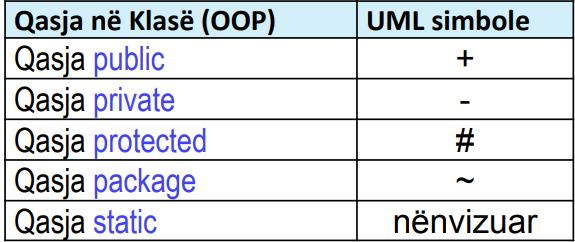 Qasja në Klasë (OOP) UML simbole
Qasja public +
Qasja private -
Qasja protected #
Qasja package ~
Qasja static nënvizuar